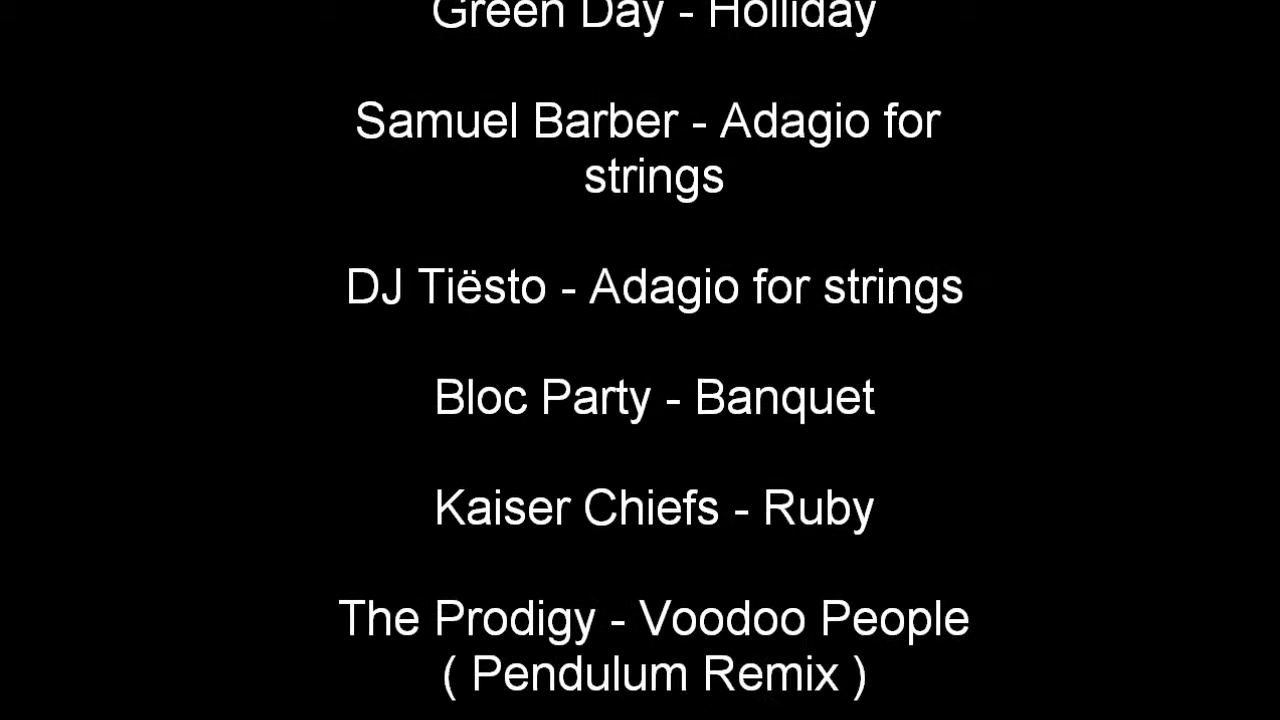 Green Day - Holliday
Samuel Barber - Adagio for
strings
DJ Tiësto - Adagio for strings
Bloc Party - Banquet
Kaiser Chiefs - Ruby
The Prodigy - Voodoo People
( Pendulum Remix )